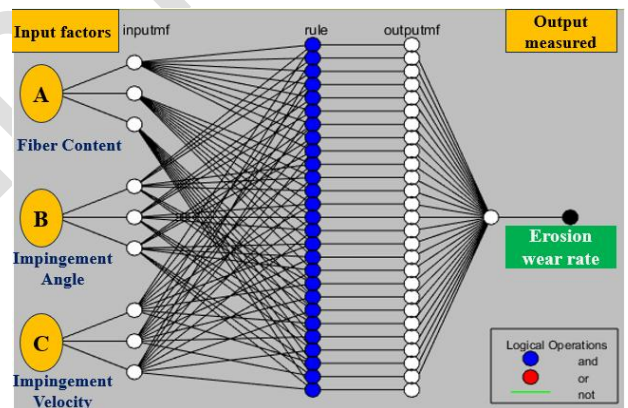 Input factors
inputmf
rule
outputmf
Output
measured
A
Fiber Content
B
Impingement
Angle
C
Impingement
Velocity
Erosion
wear rate
Logical Operations
and
or
not